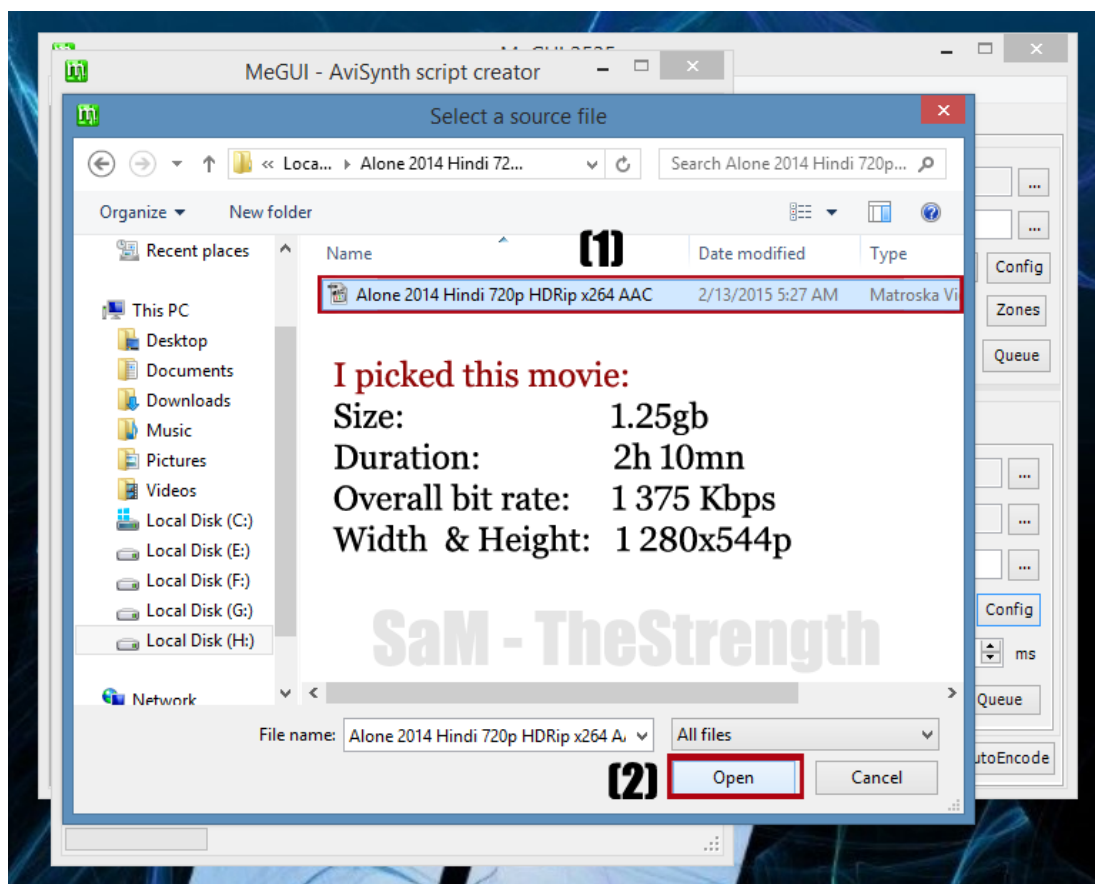 MeGUI - AviSynth script creator
Select a source file
« Loca... Alone 2014 Hindi 72...
Search Alone 2014 Hindi 720p...
Organize
New folder
Recent places
This PC
Desktop
Documents
Downloads
Music
Pictures
Videos
Local Disk (C:)
Local Disk (E:)
Local Disk (F:)
Local Disk (G:)
Local Disk (H:)
Network
Name
(1)
Date modified
Type
Alone 2014 Hindi 720p HDRip x264 AAC 2/13/2015 5:27 AM Matroska Vi
I picked this movie:
Size: 1.25gb
Duration: 2h 10mn
Overall bit rate: 1 375 Kbps
Width & Height: 1 280x544p
SaM - TheStrength
File name: Alone 2014 Hindi 720p HDRip x264 A
All files
(2)
Open
Cancel
...
...
Config
Zones
Queue
...
...
...
Config
ms
Queue
utoEncode